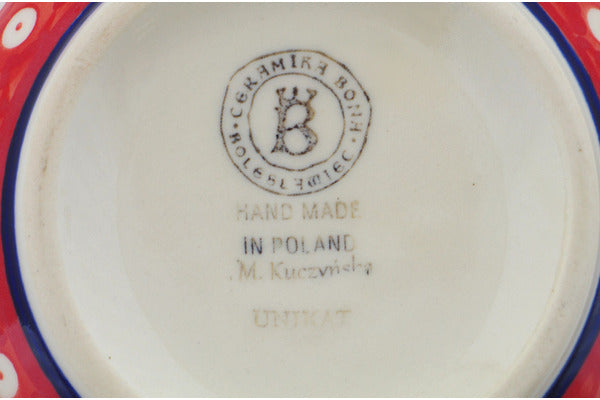 CERAMIKA BONA
B
BOLESŁAWIEC
HAND MADE
IN POLAND
M. Kuczyńska
UNIKAT